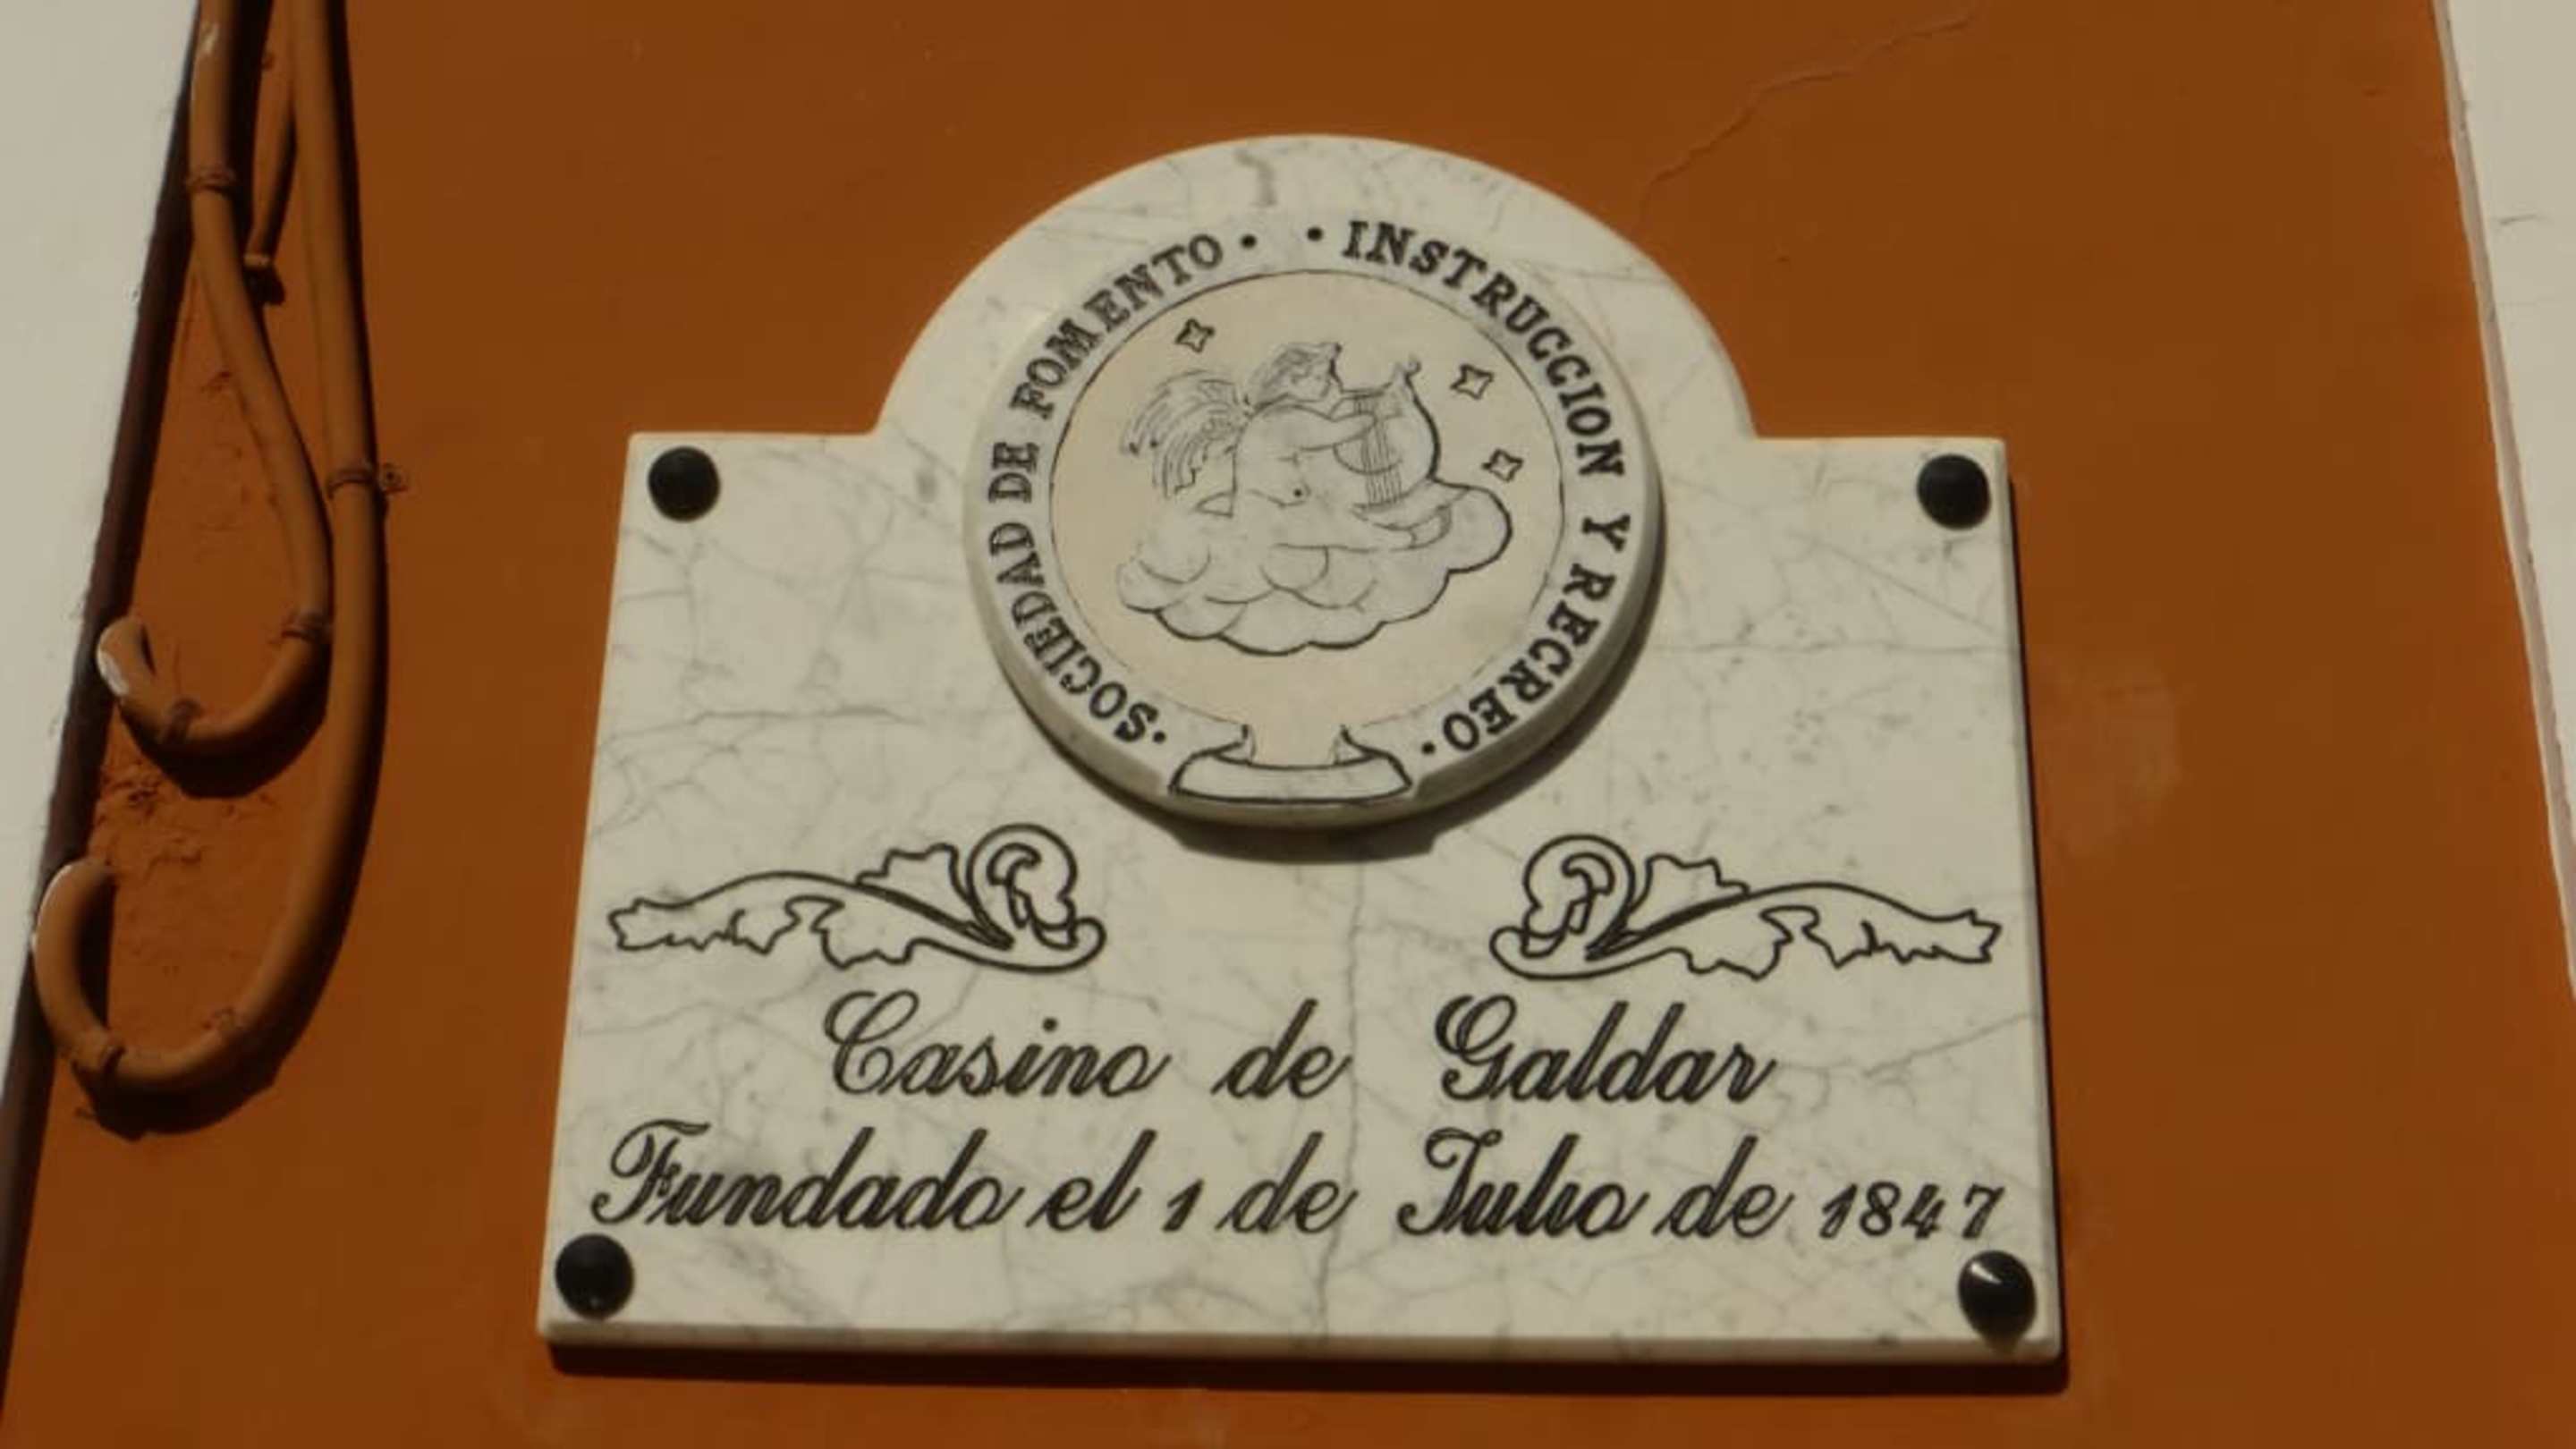 ·SOCIEDAD DE FOMENTO·
·INSTRUCCION Y RECREO·
Casino de Galdar
Fundado el 1 de Julio de 1847